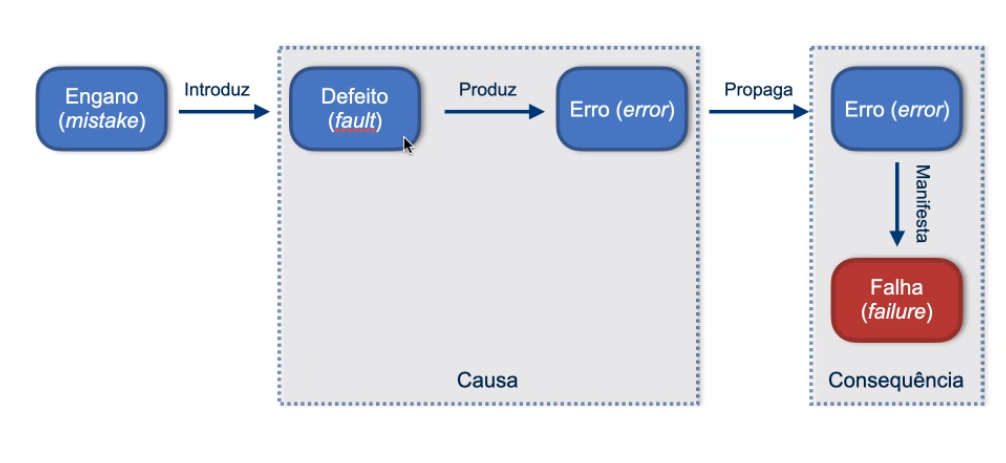 Engano
(mistake)
Introduz
Defeito
(fault)
Produz
Erro (error)
Propaga
Erro (error)
Manifesta
Falha
(failure)
Causa
Consequência